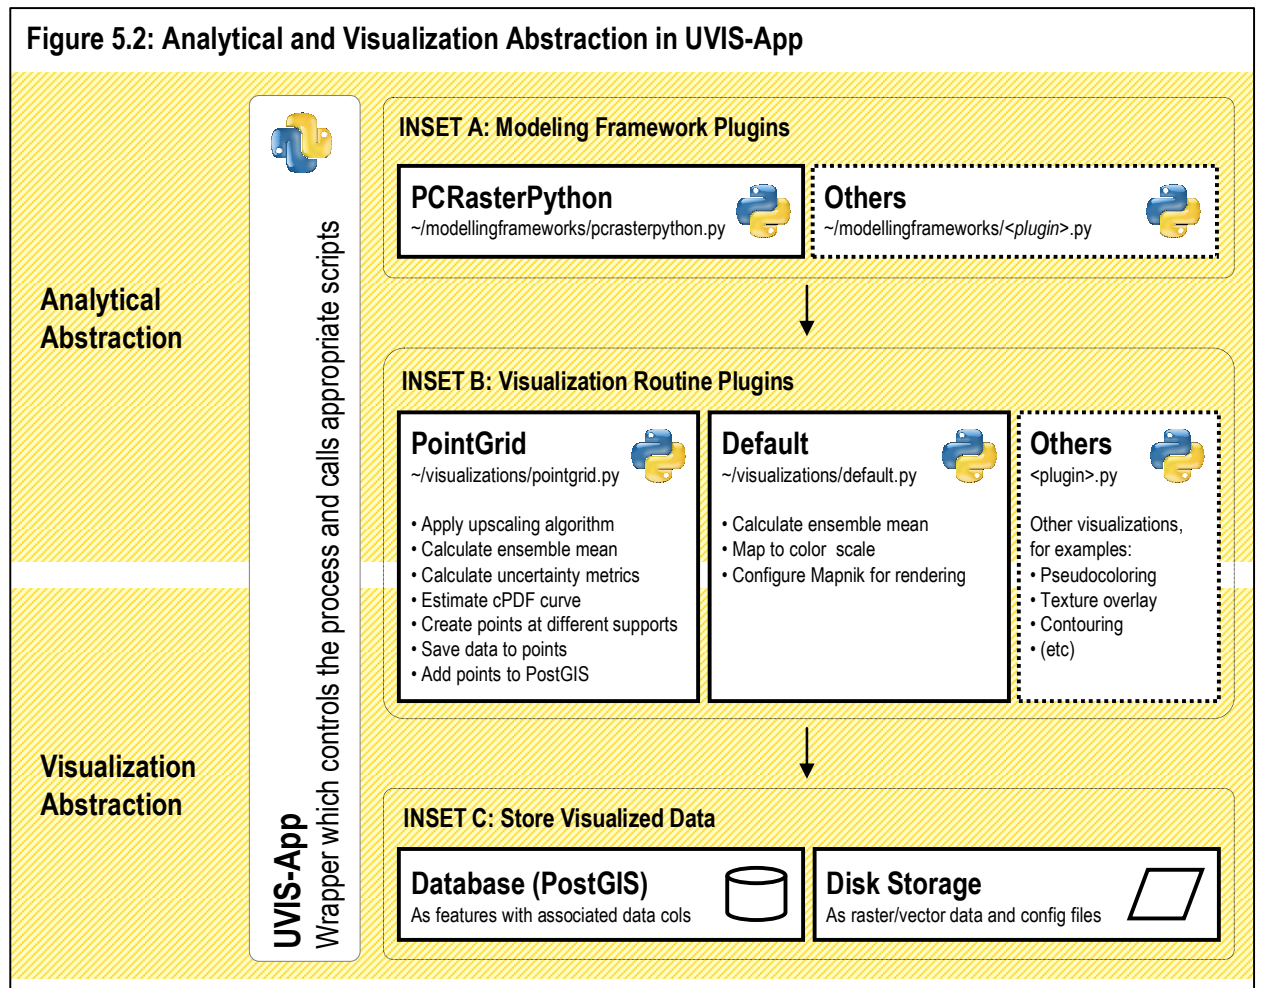 Figure 5.2: Analytical and Visualization Abstraction in UVIS-App
Analytical
Abstraction
Visualization
Abstraction
UVIS-App
Wrapper which controls the process and calls appropriate scripts
INSET A: Modeling Framework Plugins
PCRasterPython
~/modellingframeworks/pcrasterpython.py
Others
~/modellingframeworks/<plugin>.py
INSET B: Visualization Routine Plugins
PointGrid
~/visualizations/pointgrid.py
• Apply upscaling algorithm
• Calculate ensemble mean
• Calculate uncertainty metrics
• Estimate cPDF curve
• Create points at different supports
• Save data to points
• Add points to PostGIS
Default
~/visualizations/default.py
• Calculate ensemble mean
• Map to color scale
• Configure Mapnik for rendering
Others
<plugin>.py
Other visualizations,
for examples:
• Pseudocoloring
• Texture overlay
• Contouring
• (etc)
INSET C: Store Visualized Data
Database (PostGIS)
As features with associated data cols
Disk Storage
As raster/vector data and config files